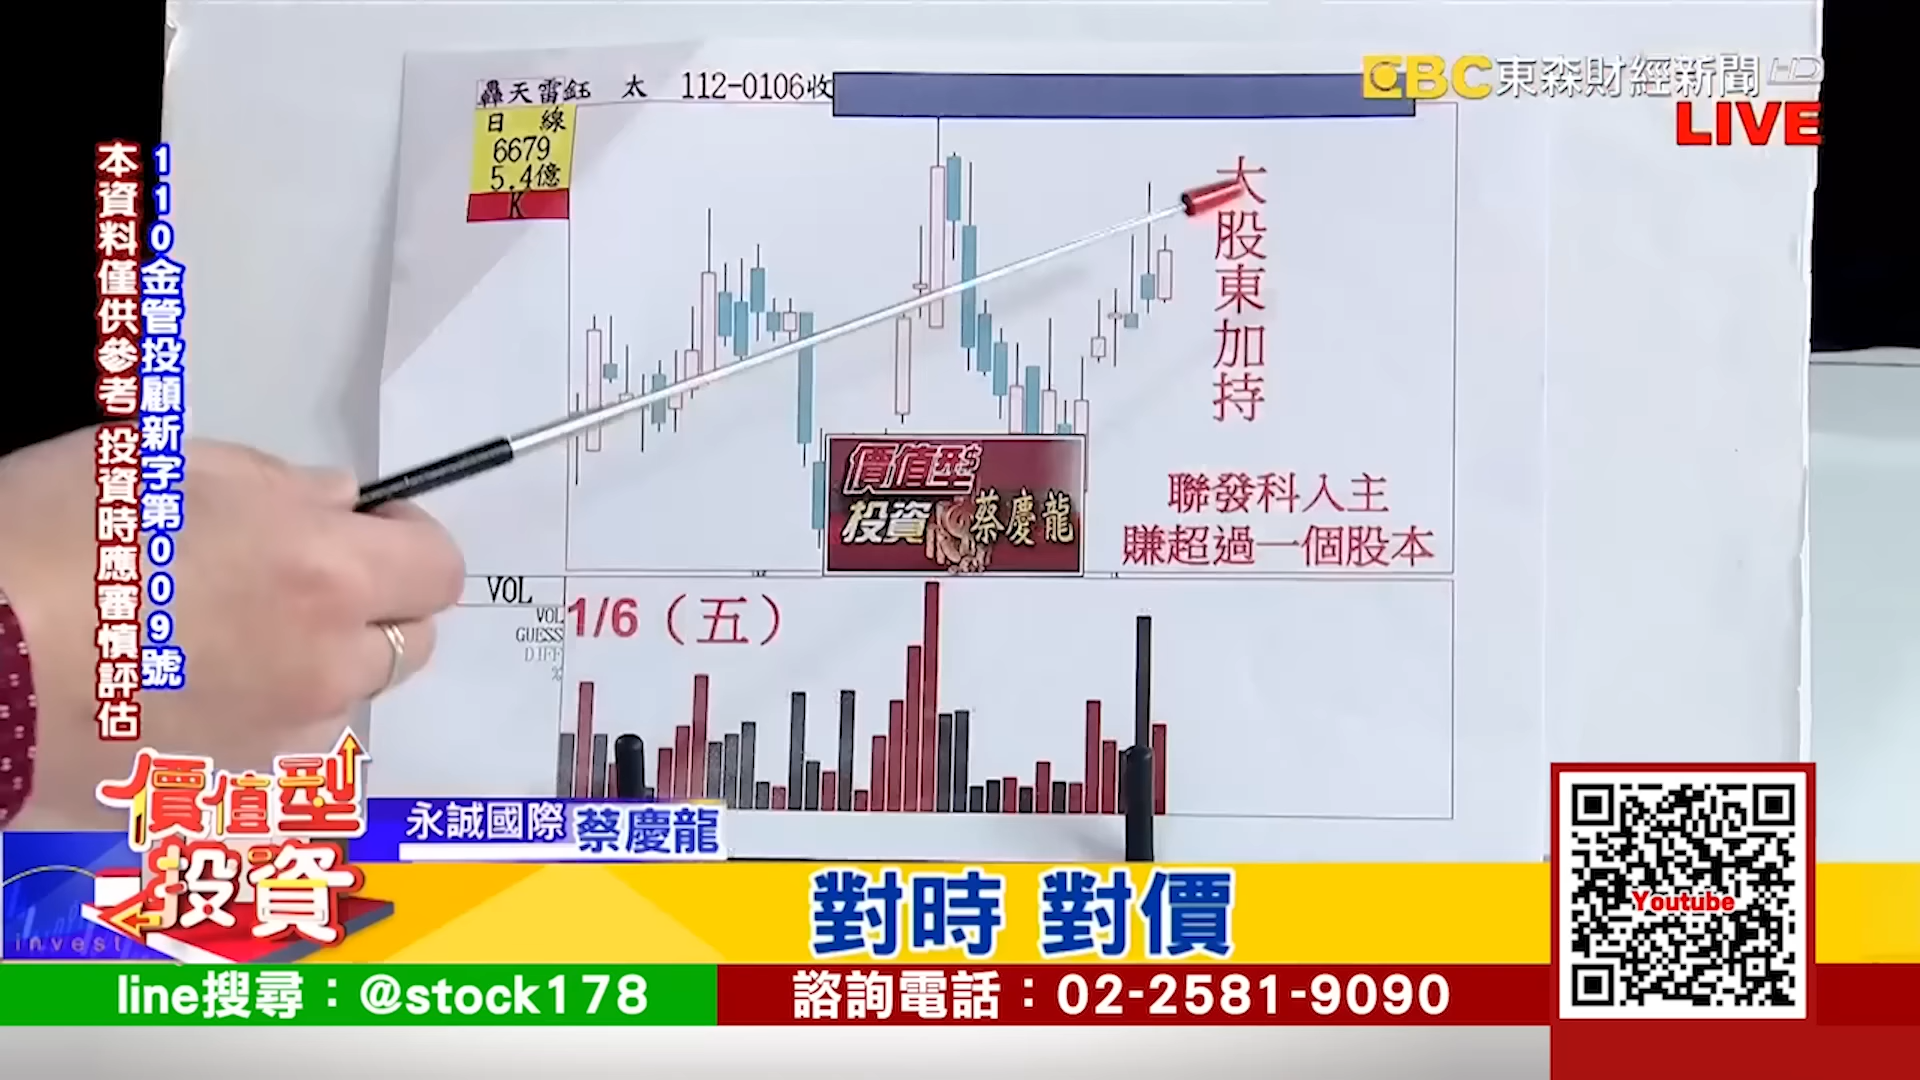 轟天雷鈺 太 112-0106收
EBC東森財經新聞HD
LIVE
日 線
6679
5.4億
K
本資料僅供參考 投資時應審慎評估
110金管投顧新字第009號
大股東加持
價值型$
投資 蔡慶龍
聯發科入主
賺超過一個股本
VOL
VOL
GUESS
DIFF
%
1/6（五）
價值型
投資
invest
永誠國際 蔡慶龍
對時 對價
Youtube
line搜尋：@stock178
諮詢電話：02-2581-9090